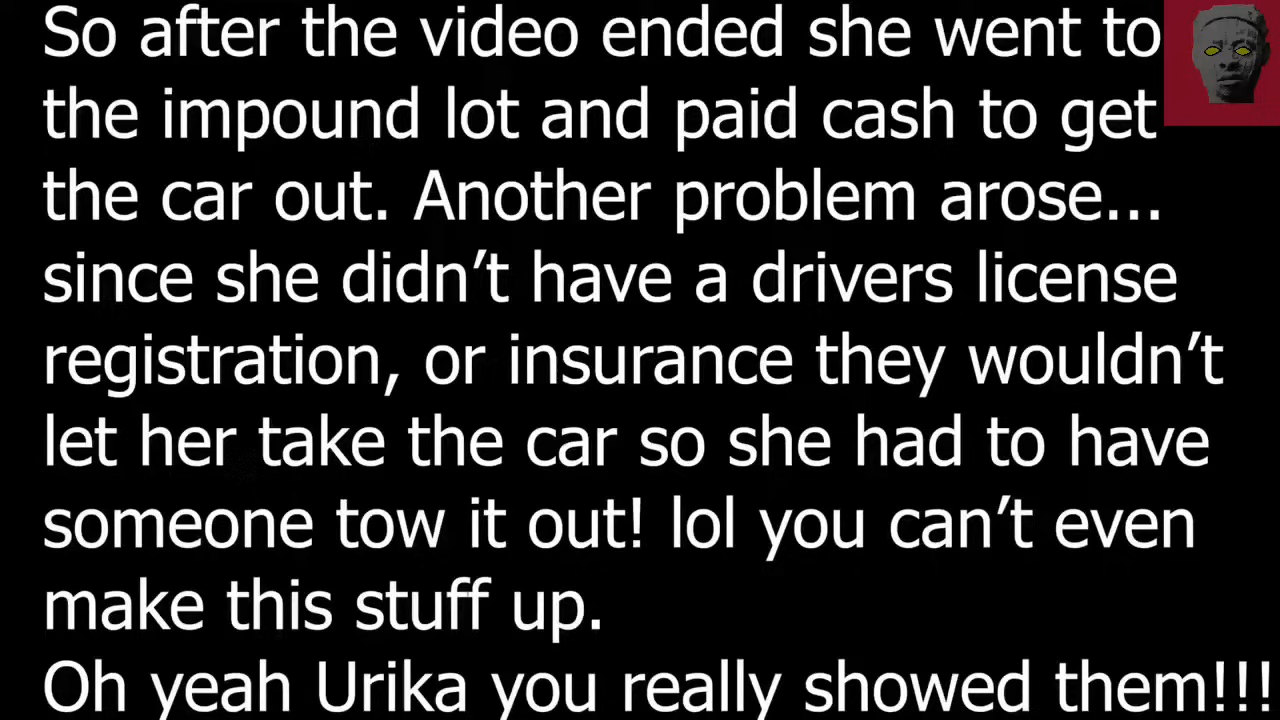 So after the video ended she went to
the impound lot and paid cash to get
the car out. Another problem arose...
since she didn’t have a drivers license
registration, or insurance they wouldn’t
let her take the car so she had to have
someone tow it out! lol you can’t even
make this stuff up.
Oh yeah Urika you really showed them!!!